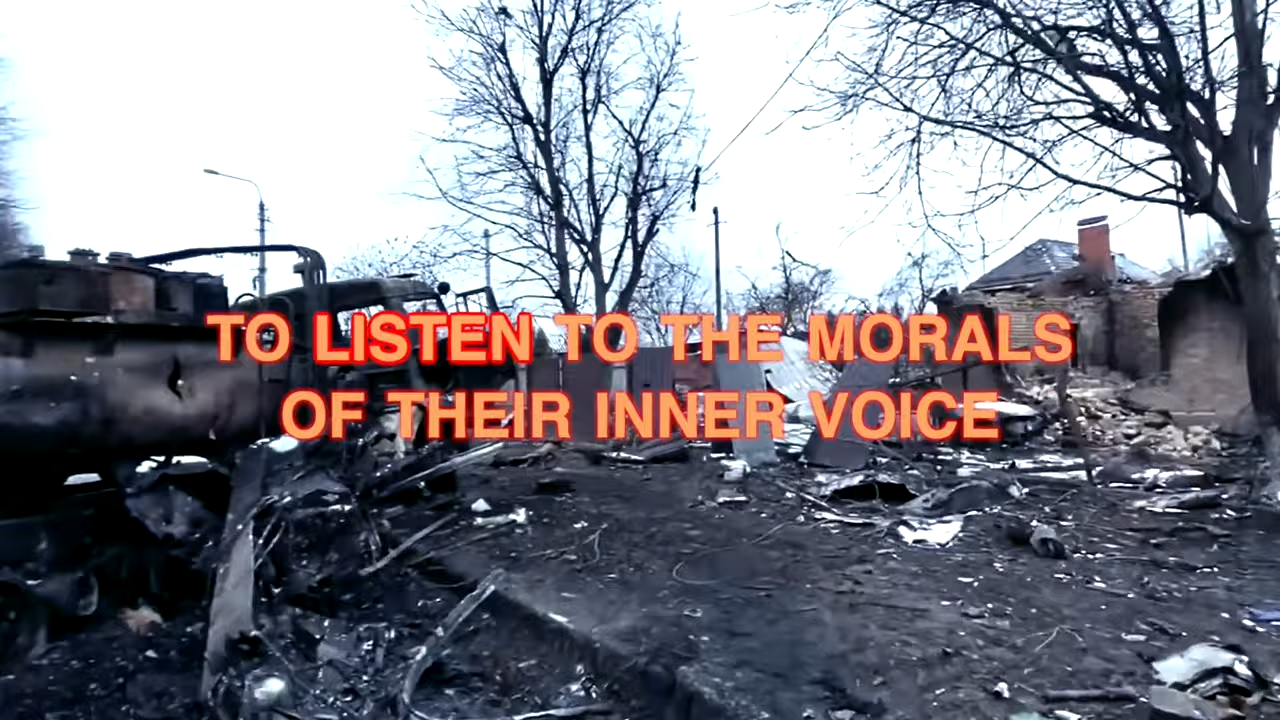 TO LISTEN TO THE MORALS
OF THEIR INNER VOICE